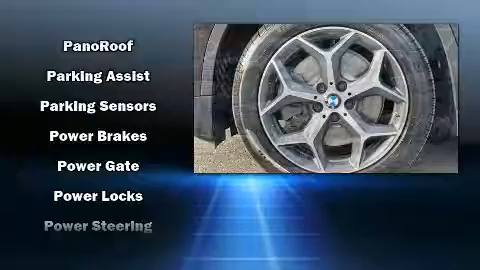 PanoRoof
Parking Assist
Parking Sensors
Power Brakes
Power Gate
Power Locks
Power Steering